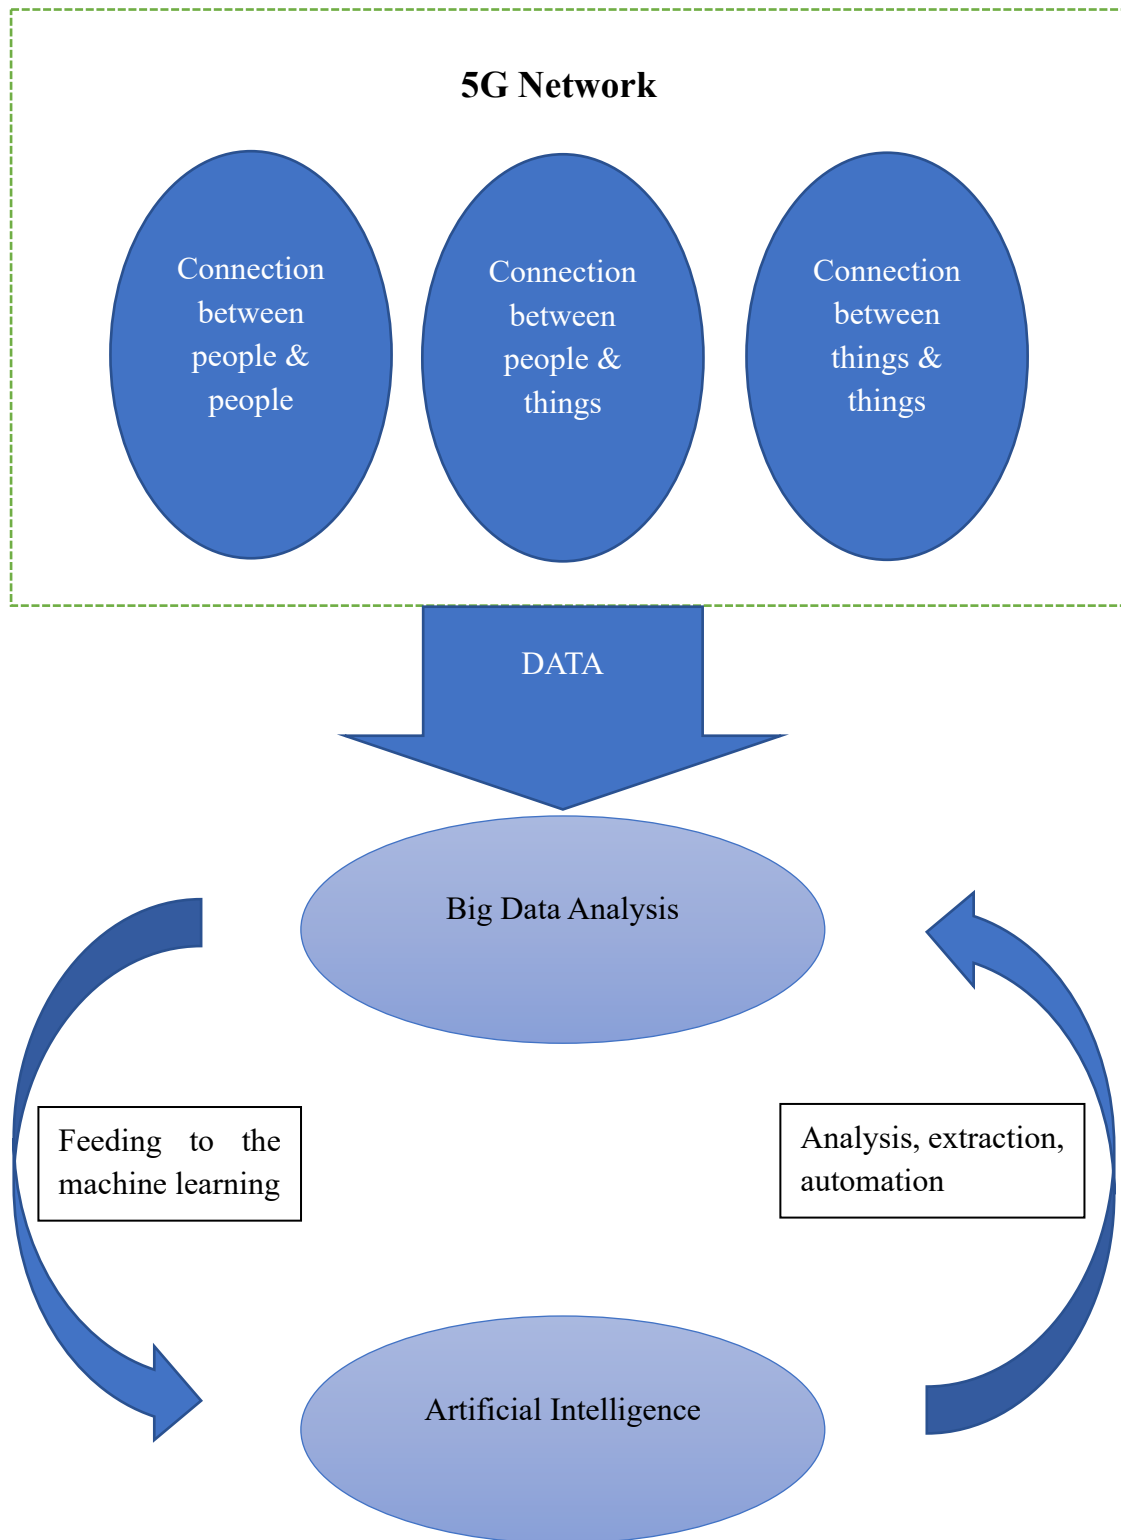 5G Network
Connection
between
people &
people
Connection
between
people &
things
Connection
between
things &
things
DATA
Big Data Analysis
Feeding to the
machine learning
Analysis, extraction,
automation
Artificial Intelligence